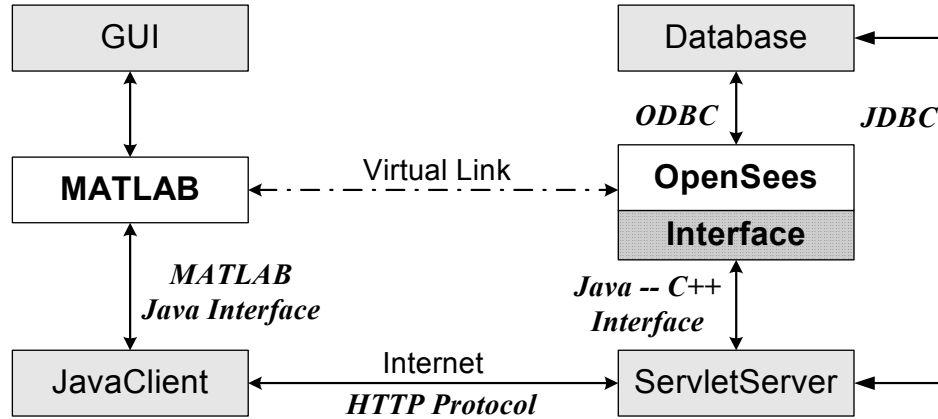 GUI
Database
ODBC
JDBC
MATLAB
Virtual Link
OpenSees
Interface
MATLAB
Java Interface
Java -- C++
Interface
JavaClient
Internet
HTTP Protocol
ServletServer